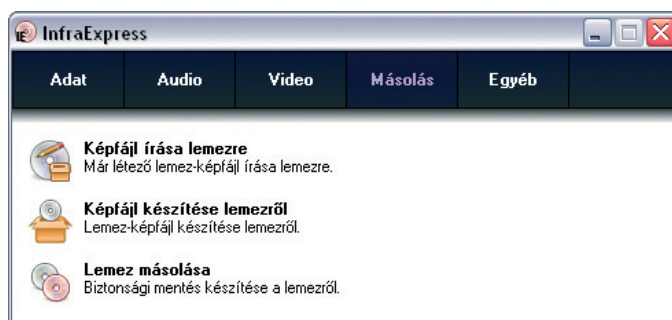 InfraExpress
Adat Audio Video Másolás Egyéb
Képfájl írása lemezre
Már létező lemez-képfájl írása lemezre.
Képfájl készítése lemezről
Lemez-képfájl készítése lemezről.
Lemez másolása
Biztonsági mentés készítése a lemezről.